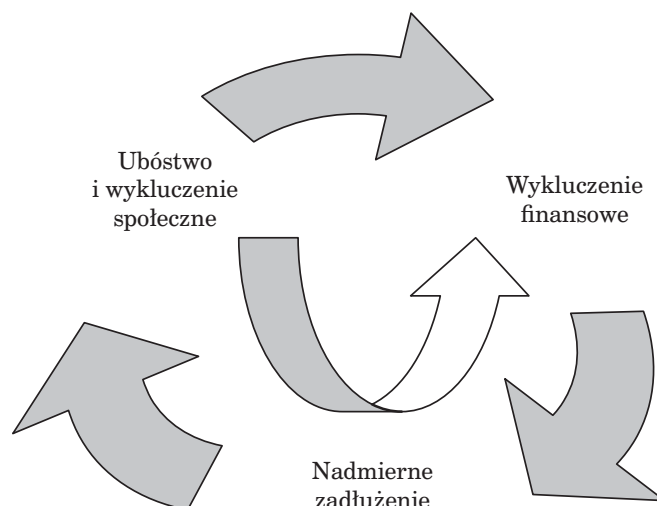 Ubóstwo
i wykluczenie
społeczne
Wykluczenie
finansowe
Nadmierne
zadłużenie